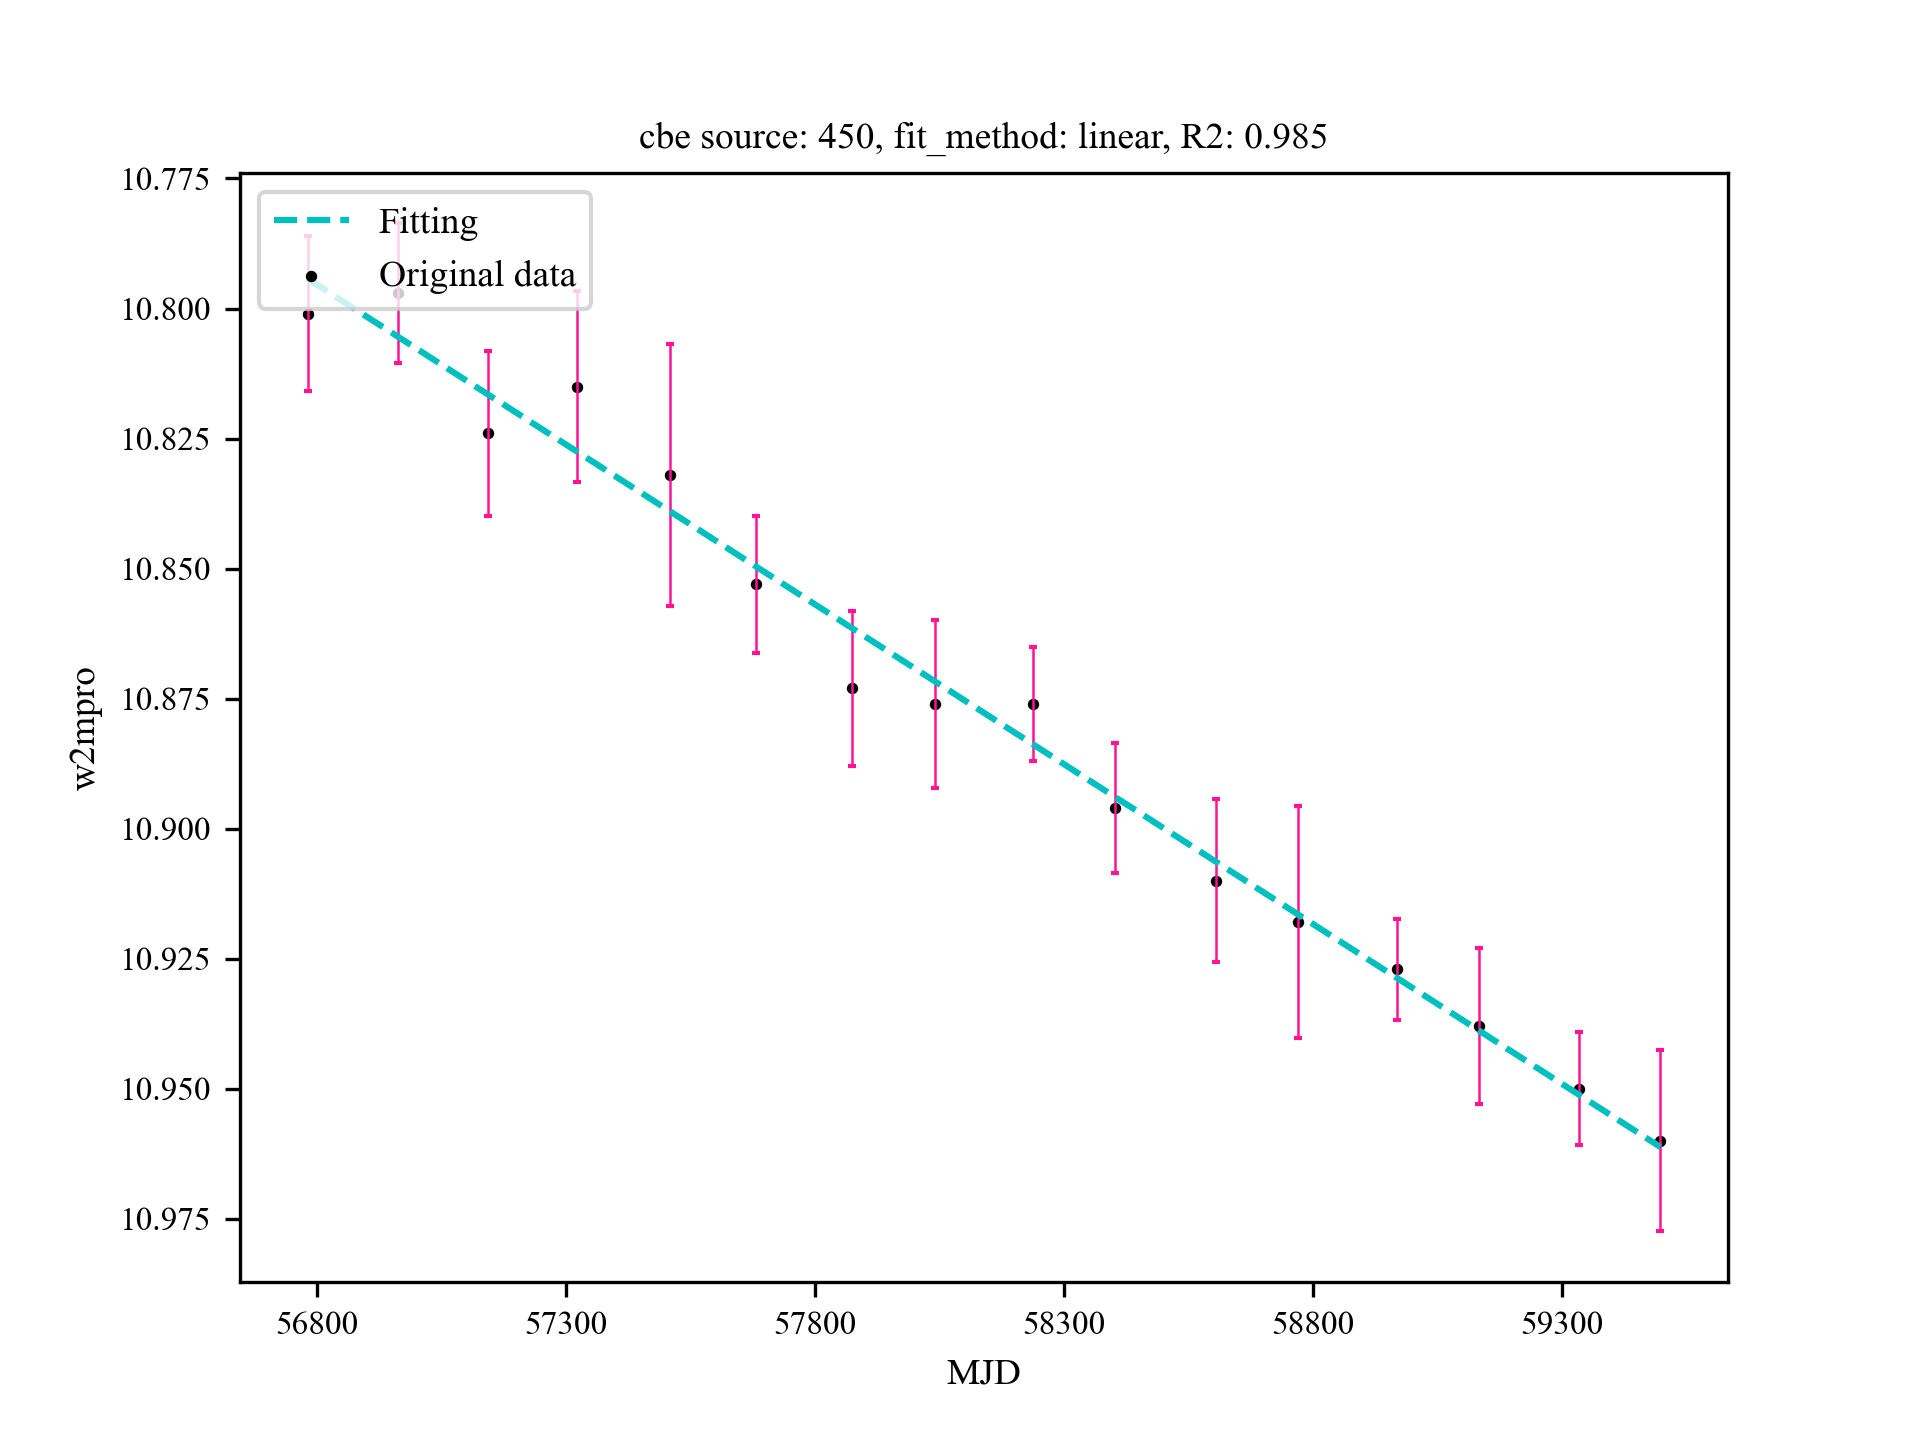 cbe source: 450, fit_method: linear, R2: 0.985
Fitting
Original data
10.775
10.800
10.825
10.850
10.875
10.900
10.925
10.950
10.975
w2mpro
56800 57300 57800 58300 58800 59300
MJD